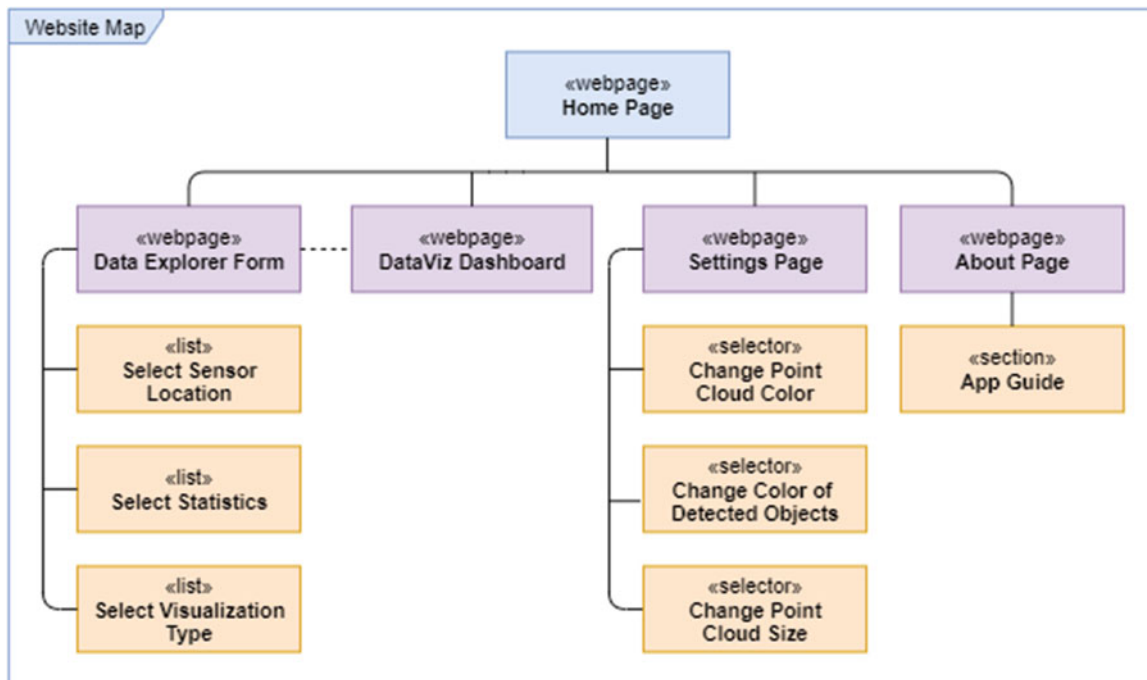 Website Map
«webpage»
Home Page
«webpage»
Data Explorer Form
«webpage»
DataViz Dashboard
«webpage»
Settings Page
«webpage»
About Page
«list»
Select Sensor
Location
«selector»
Change Point
Cloud Color
«section»
App Guide
«list»
Select Statistics
«selector»
Change Color of
Detected Objects
«list»
Select Visualization
Type
«selector»
Change Point
Cloud Size